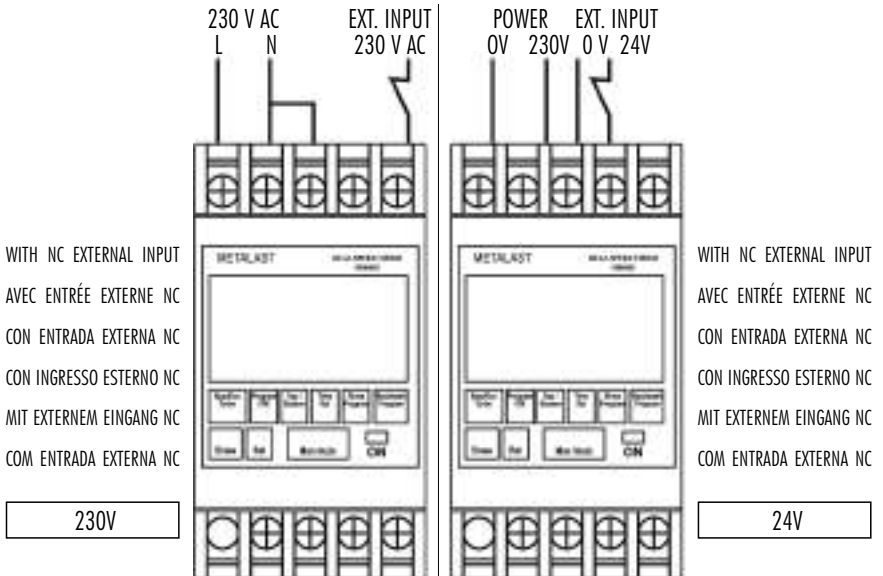 230 V AC
L N
EXT. INPUT
230 V AC
POWER
0V 230V
EXT. INPUT
0 V 24V
WITH NC EXTERNAL INPUT
AVEC ENTRÉE EXTERNE NC
CON ENTRADA EXTERNA NC
CON INGRESSO ESTERNO NC
MIT EXTERNEM EINGANG NC
COM ENTRADA EXTERNA NC
230V
METALAST
ON
METALAST
ON
WITH NC EXTERNAL INPUT
AVEC ENTRÉE EXTERNE NC
CON ENTRADA EXTERNA NC
CON INGRESSO ESTERNO NC
MIT EXTERNEM EINGANG NC
COM ENTRADA EXTERNA NC
24V